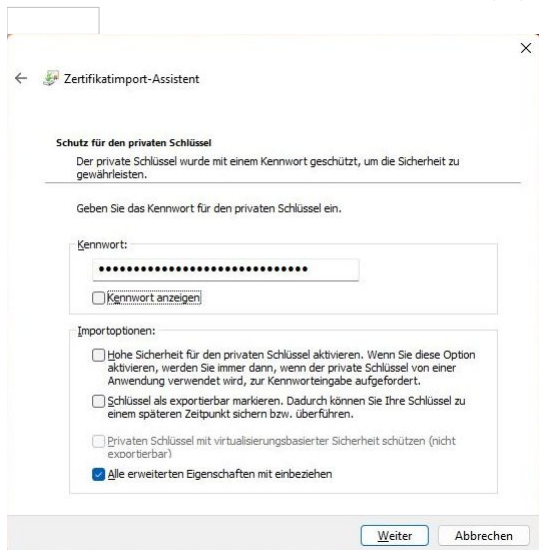 Zertifikatimport-Assistent
Schutz für den privaten Schlüssel
Der private Schlüssel wurde mit einem Kennwort geschützt, um die Sicherheit zu
gewährleisten.
Geben Sie das Kennwort für den privaten Schlüssel ein.
Kennwort:
Kennwort anzeigen
Importoptionen:
Hohe Sicherheit für den privaten Schlüssel aktivieren. Wenn Sie diese Option
aktivieren, werden Sie immer dann, wenn der private Schlüssel von einer
Anwendung verwendet wird, zur Kennworteingabe aufgefordert.
Schlüssel als exportierbar markieren. Dadurch können Sie Ihre Schlüssel zu
einem späteren Zeitpunkt sichern bzw. überführen.
Privaten Schlüssel mit virtualisierungsbasierter Sicherheit schützen (nicht
exportierbar)
Alle erweiterten Eigenschaften mit einbeziehen
Weiter Abbrechen